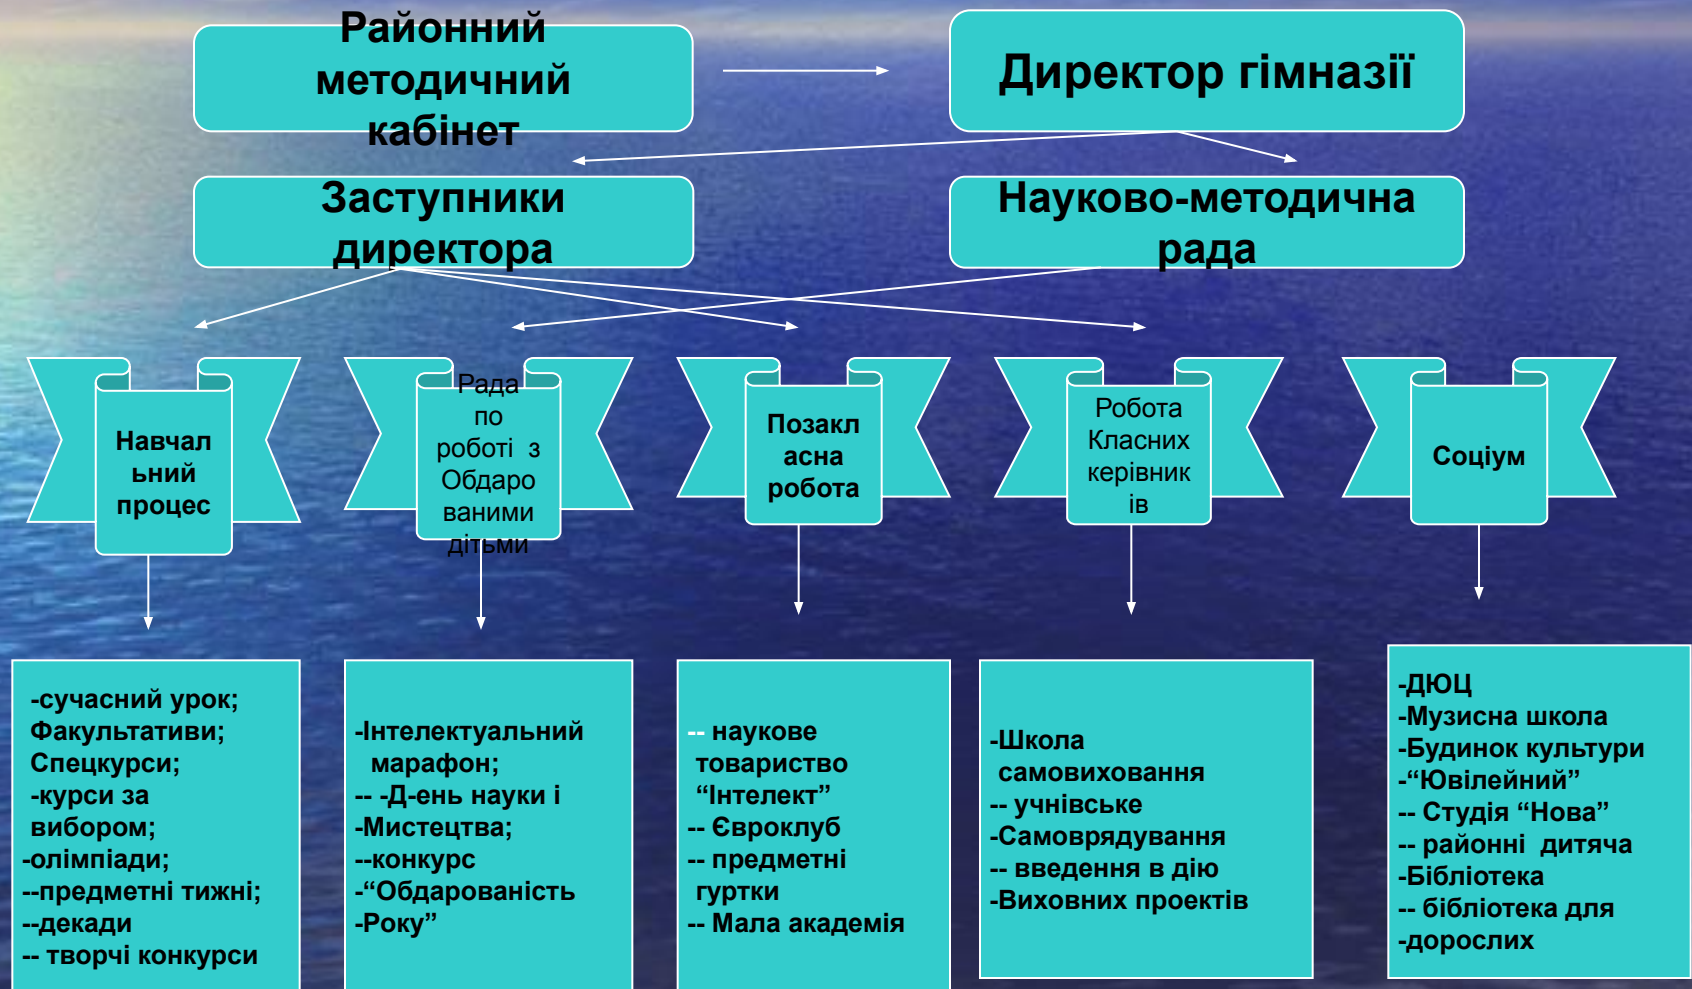 Районний
методичний
кабінет
Директор гімназії
Заступники
директора
Науково-методична
рада
Навчал
ьний
процес
Рада
по
роботі з
Обдаро
ваними
дітьми
Позакл
асна
робота
Робота
Класних
керівник
ів
Соціум
-сучасний урок;
Факультативи;
Спецкурси;
-курси за
вибором;
-олімпіади;
--предметні тижні;
--декади
-- творчі конкурси
-Інтелектуальний
марафон;
-- -Д-ень науки і
-Мистецтва;
--конкурс
-“Обдарованість
-Року”
-- наукове
товариство
“Інтелект”
-- Євроклуб
-- предметні
гуртки
-- Мала академія
-Школа
самовиховання
-- учнівське
-Самоврядування
-- введення в дію
-Виховних проектів
-ДЮЦ
-Музисна школа
-Будинок культури
-“Ювілейний”
-- Студія “Нова”
-- районні дитяча
-Бібліотека
-- бібліотека для
-дорослих